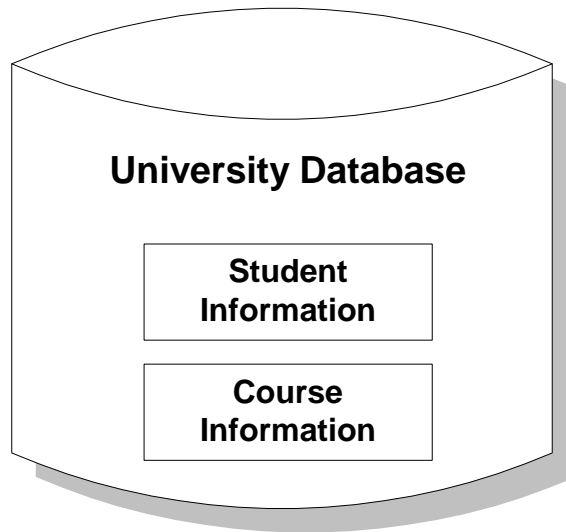 University Database
Student
Information
Course
Information